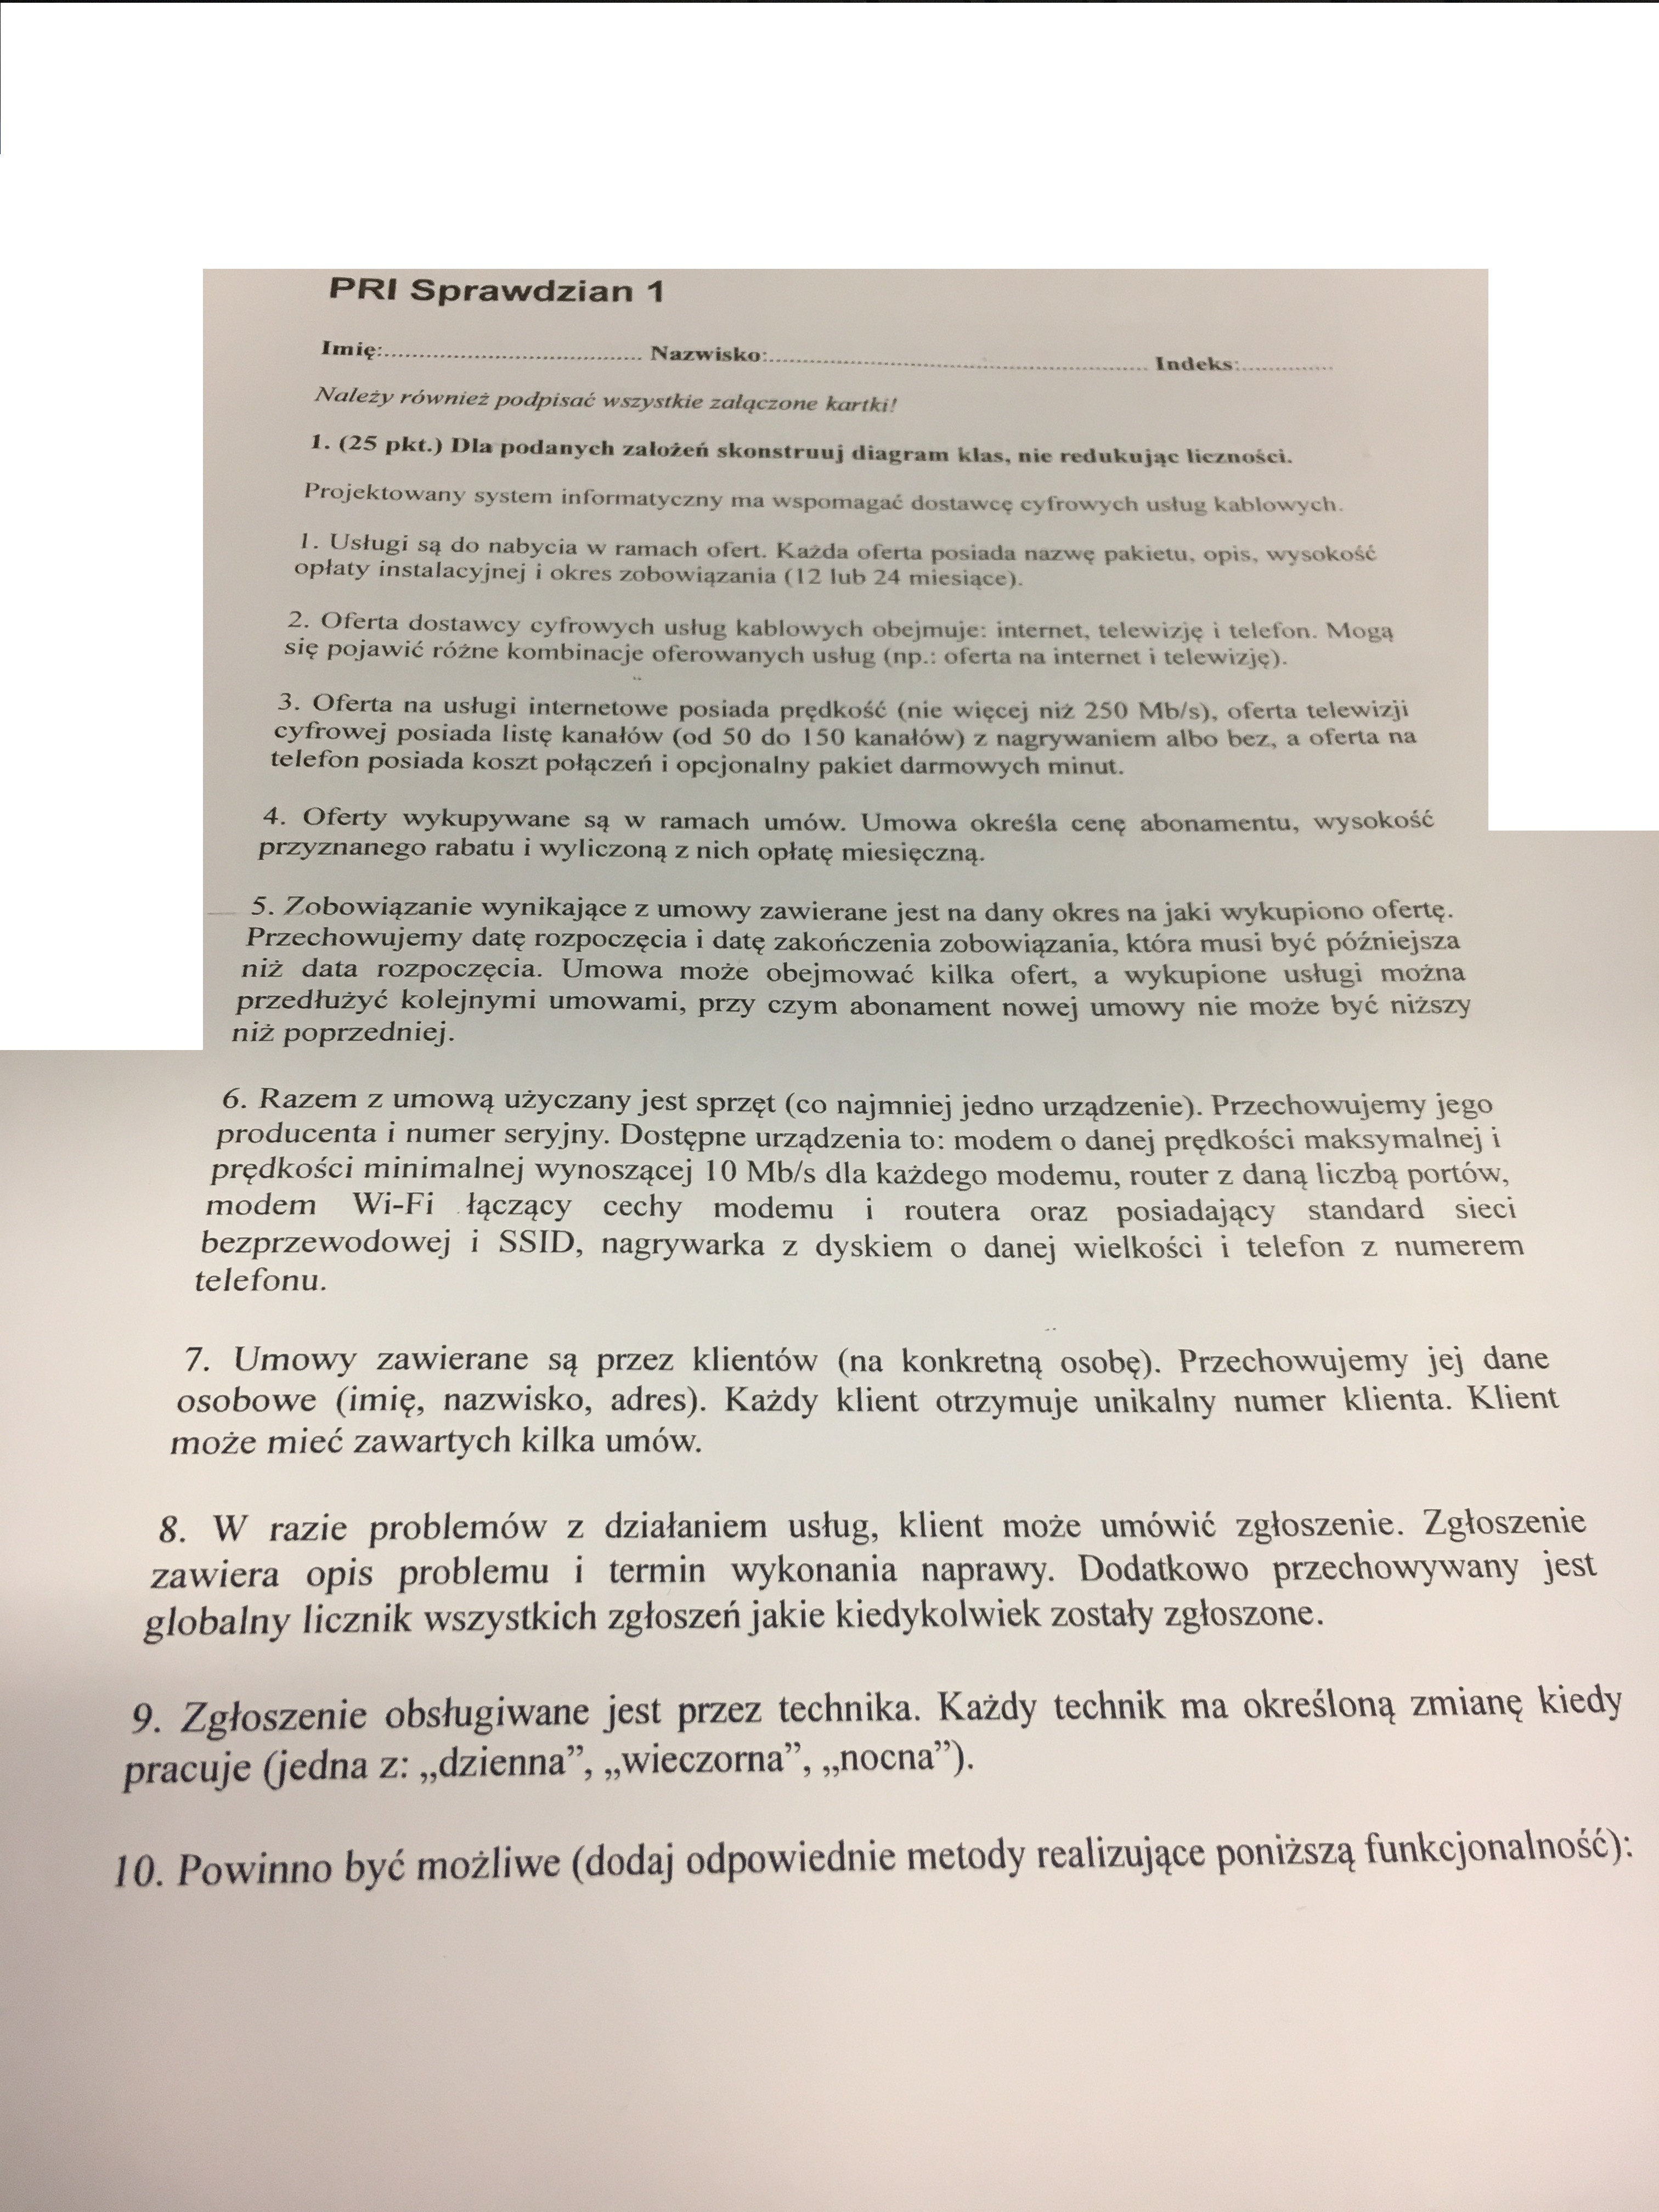 PRI Sprawdzian 1
Imię:..................................... Nazwisko:....................................................... Indeks:..............
Należy również podpisać wszystkie załączone kartki!
1. (25 pkt.) Dla podanych założeń skonstruuj diagram klas, nie redukując liczności.
Projektowany system informatyczny ma wspomagać dostawcę cyfrowych usług kablowych.
1. Usługi są do nabycia w ramach ofert. Każda oferta posiada nazwę pakietu, opis, wysokość
opłaty instalacyjnej i okres zobowiązania (12 lub 24 miesiące).
2. Oferta dostawcy cyfrowych usług kablowych obejmuje: internet, telewizję i telefon. Mogą
się pojawić różne kombinacje oferowanych usług (np.: oferta na internet i telewizję).
3. Oferta na usługi internetowe posiada prędkość (nie więcej niż 250 Mb/s), oferta telewizji
cyfrowej posiada listę kanałów (od 50 do 150 kanałów) z nagrywaniem albo bez, a oferta na
telefon posiada koszt połączeń i opcjonalny pakiet darmowych minut.
4. Oferty wykupywane są w ramach umów. Umowa określa cenę abonamentu, wysokość
przyznanego rabatu i wyliczoną z nich opłatę miesięczną.
5. Zobowiązanie wynikające z umowy zawierane jest na dany okres na jaki wykupiono ofertę.
Przechowujemy datę rozpoczęcia i datę zakończenia zobowiązania, która musi być późniejsza
niż data rozpoczęcia. Umowa może obejmować kilka ofert, a wykupione usługi można
przedłużyć kolejnymi umowami, przy czym abonament nowej umowy nie może być niższy
niż poprzedniej.
6. Razem z umową użyczany jest sprzęt (co najmniej jedno urządzenie). Przechowujemy jego
producenta i numer seryjny. Dostępne urządzenia to: modem o danej prędkości maksymalnej i
prędkości minimalnej wynoszącej 10 Mb/s dla każdego modemu, router z daną liczbą portów,
modem Wi-Fi łączący cechy modemu i routera oraz posiadający standard sieci
bezprzewodowej i SSID, nagrywarka z dyskiem o danej wielkości i telefon z numerem
telefonu.
7. Umowy zawierane są przez klientów (na konkretną osobę). Przechowujemy jej dane
osobowe (imię, nazwisko, adres). Każdy klient otrzymuje unikalny numer klienta. Klient
może mieć zawartych kilka umów.
8. W razie problemów z działaniem usług, klient może umówić zgłoszenie. Zgłoszenie
zawiera opis problemu i termin wykonania naprawy. Dodatkowo przechowywany jest
globalny licznik wszystkich zgłoszeń jakie kiedykolwiek zostały zgłoszone.
9. Zgłoszenie obsługiwane jest przez technika. Każdy technik ma określoną zmianę kiedy
pracuje (jedna z: „dzienna”, „wieczorna”, „nocna”).
10. Powinno być możliwe (dodaj odpowiednie metody realizujące poniższą funkcjonalność):